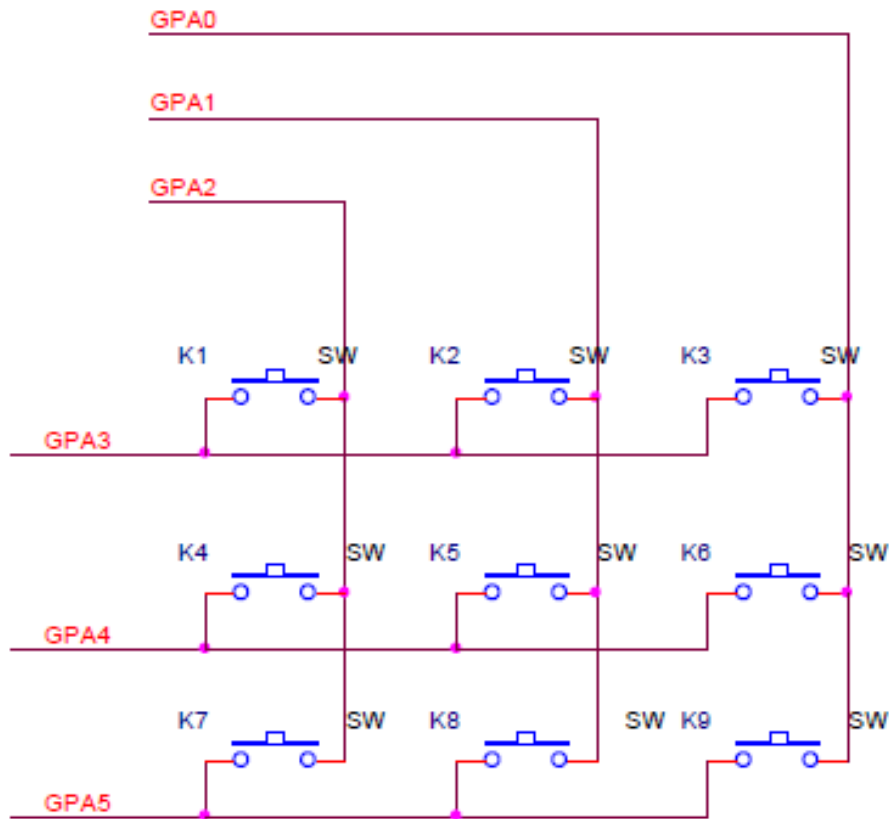 GPA0
GPA1
GPA2
K1 SW K2 SW K3 SW
GPA3
K4 SW K5 SW K6 SW
GPA4
K7 SW K8 SW K9 SW
GPA5